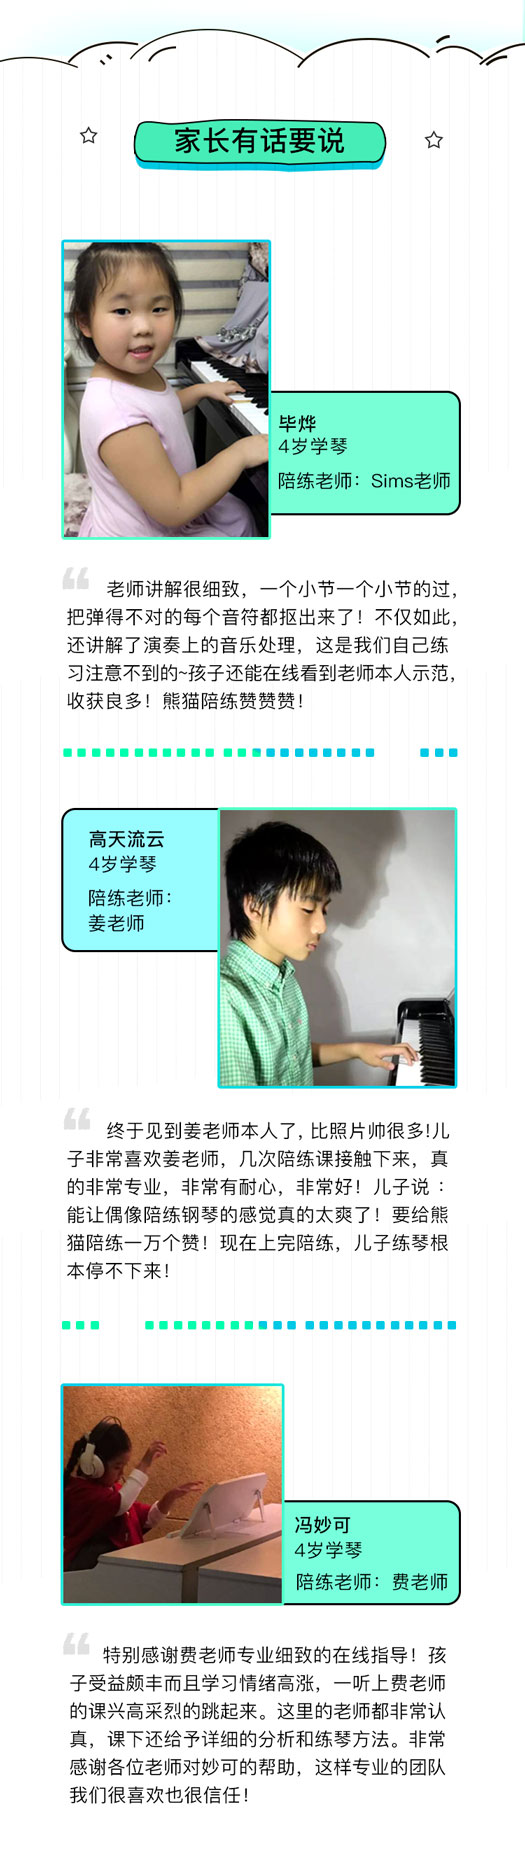 家长有话要说
毕烨
4岁学琴
陪练老师：Sims老师
老师讲解很细致，一个小节一个小节的过，
把弹得不对的每个音符都抠出来了！不仅如此，
还讲解了演奏上的音乐处理，这是我们自己练
习注意不到的~孩子还能在线看到老师本人示范，
收获良多！熊猫陪练赞赞赞！
高天流云
4岁学琴
陪练老师：
姜老师
终于见到姜老师本人了，比照片帅很多！儿
子非常喜欢姜老师，几次陪练课接触下来，真
的非常专业，非常有耐心，非常好！儿子说：
能让偶像陪练钢琴的感觉真的太爽了！要给熊
猫陪练一万个赞！现在上完陪练，儿子练琴根
本停不下来！
冯妙可
4岁学琴
陪练老师：费老师
特别感谢费老师专业细致的在线指导！孩
子受益颇丰而且学习情绪高涨，一听上费老师
的课兴高采烈的跳起来。这里的老师都非常认
真，课下还给予详细的分析和练琴方法。非常
感谢各位老师对妙可的帮助，这样专业的团队
我们很喜欢也很信任！